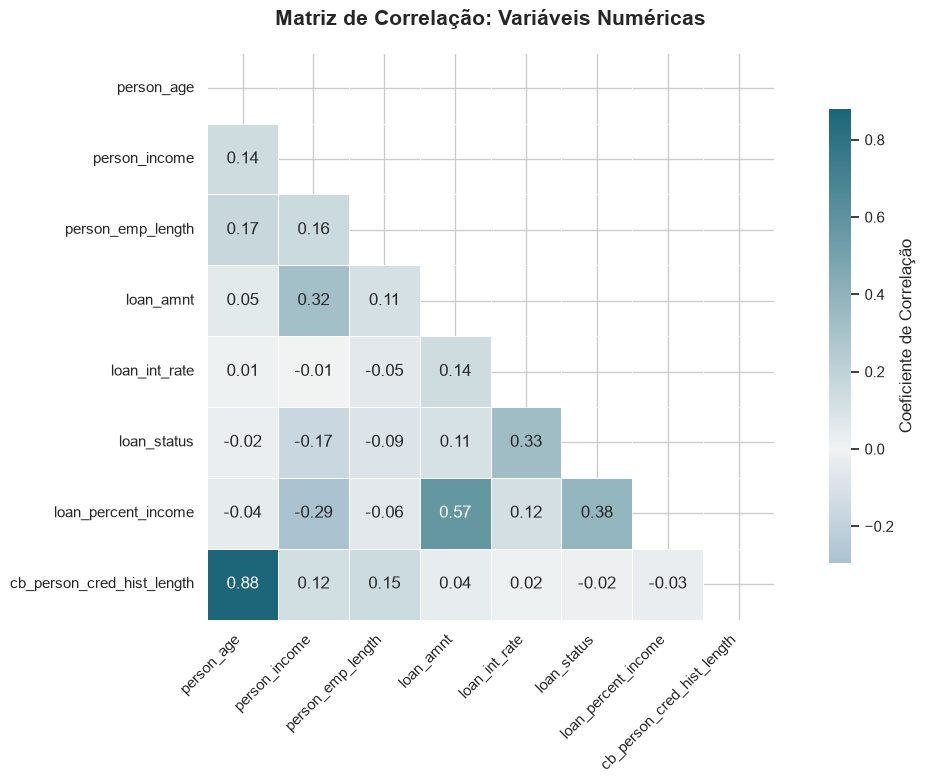 Matriz de Correlação: Variáveis Numéricas
person_age
person_income 0.14
person_emp_length 0.17 0.16
loan_amnt 0.05 0.32 0.11
loan_int_rate 0.01 -0.01 -0.05 0.14
loan_status -0.02 -0.17 -0.09 0.11 0.33
loan_percent_income -0.04 -0.29 -0.06 0.57 0.12 0.38
cb_person_cred_hist_length 0.88 0.12 0.15 0.04 0.02 -0.02 -0.03
person_age
person_income
person_emp_length
loan_amnt
loan_int_rate
loan_status
loan_percent_income
cb_person_cred_hist_length
0.8
0.6
0.4
0.2
0.0
−0.2
Coeficiente de Correlação